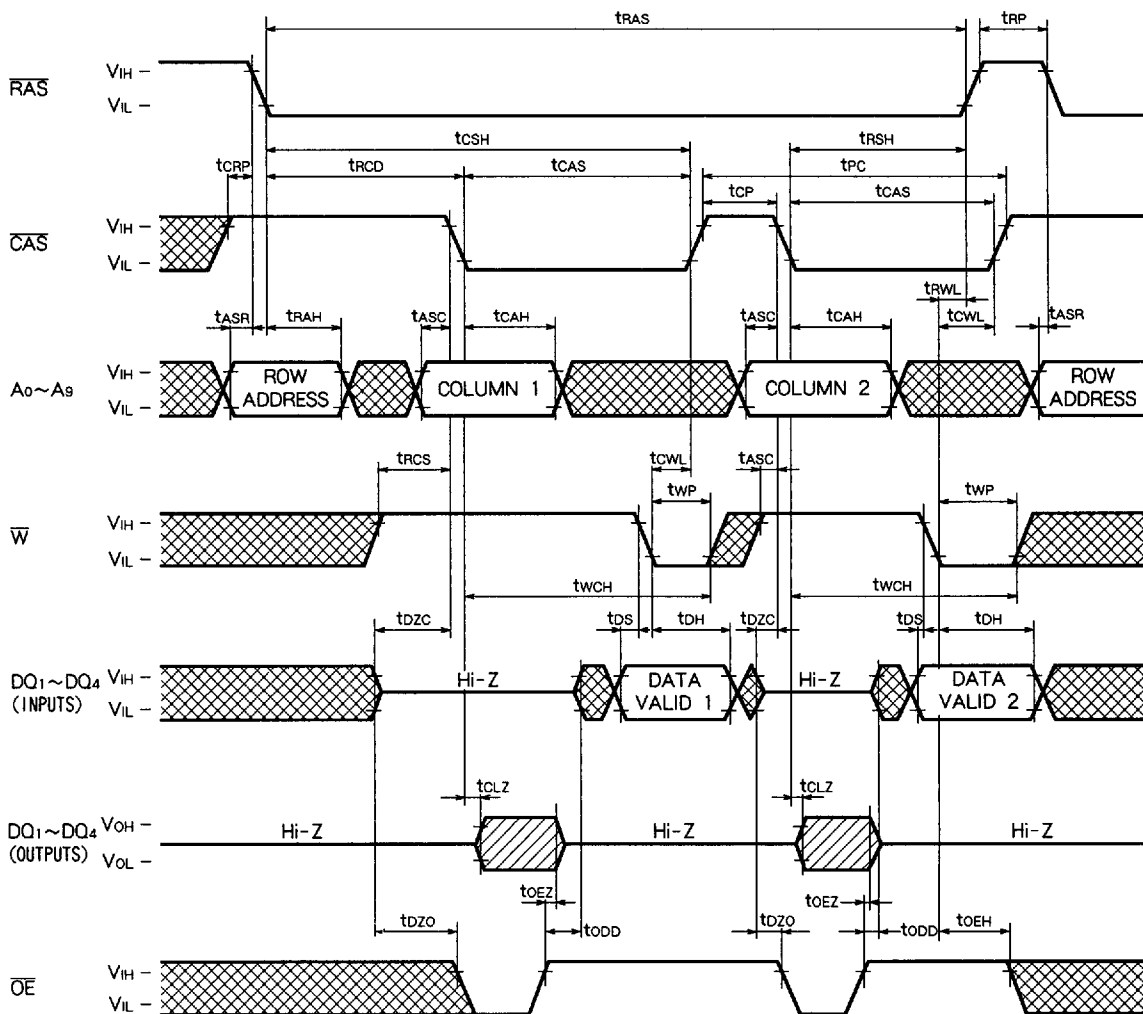 tRAS tRP
RAS VIH
VIL
tCSH tRSH
tCRP tRCD tCAS tPC
tCP tCAS
CAS VIH
VIL
tRWL
tASR tRAH tASC tCAH tASC tCAH tCWL tASR
A0~A9 VIH
VIL
ROW ADDRESS
COLUMN 1
COLUMN 2
ROW ADDRESS
tRCS tCWL tASC
tWP tWP
W VIH
VIL
tWCH tWCH
tDZC tDS tDH tDZC tDS tDH
DQ1~DQ4
(INPUTS)
VIH
VIL
Hi-Z
DATA VALID 1
Hi-Z
DATA VALID 2
tCLZ tCLZ
DQ1~DQ4
(OUTPUTS)
VOH
VOL
Hi-Z Hi-Z Hi-Z
tOEZ tOEZ
tDZO tODD tDZO tODD tOEH
OE VIH
VIL